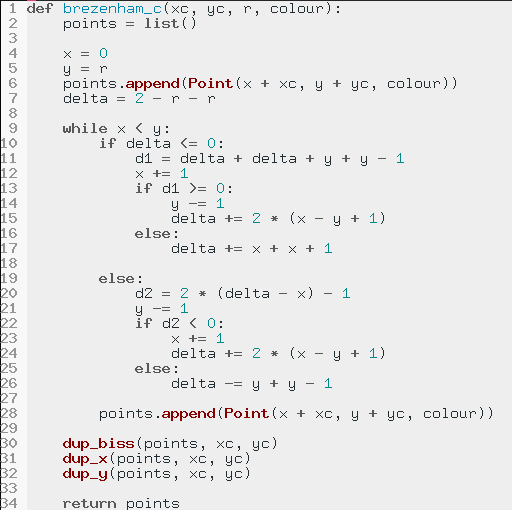 1 def brezenham_c(xc, yc, r, colour):
2     points = list()
3
4     x = 0
5     y = r
6     points.append(Point(x + xc, y + yc, colour))
7     delta = 2 - r - r
8
9     while x < y:
10         if delta <= 0:
11             d1 = delta + delta + y + y - 1
12             x += 1
13             if d1 >= 0:
14                 y -= 1
15                 delta += 2 * (x - y + 1)
16             else:
17                 delta += x + x + 1
18
19         else:
20             d2 = 2 * (delta - x) - 1
21             y -= 1
22             if d2 < 0:
23                 x += 1
24                 delta += 2 * (x - y + 1)
25             else:
26                 delta -= y + y - 1
27
28         points.append(Point(x + xc, y + yc, colour))
29
30     dup_biss(points, xc, yc)
31     dup_x(points, xc, yc)
32     dup_y(points, xc, yc)
33
34     return points